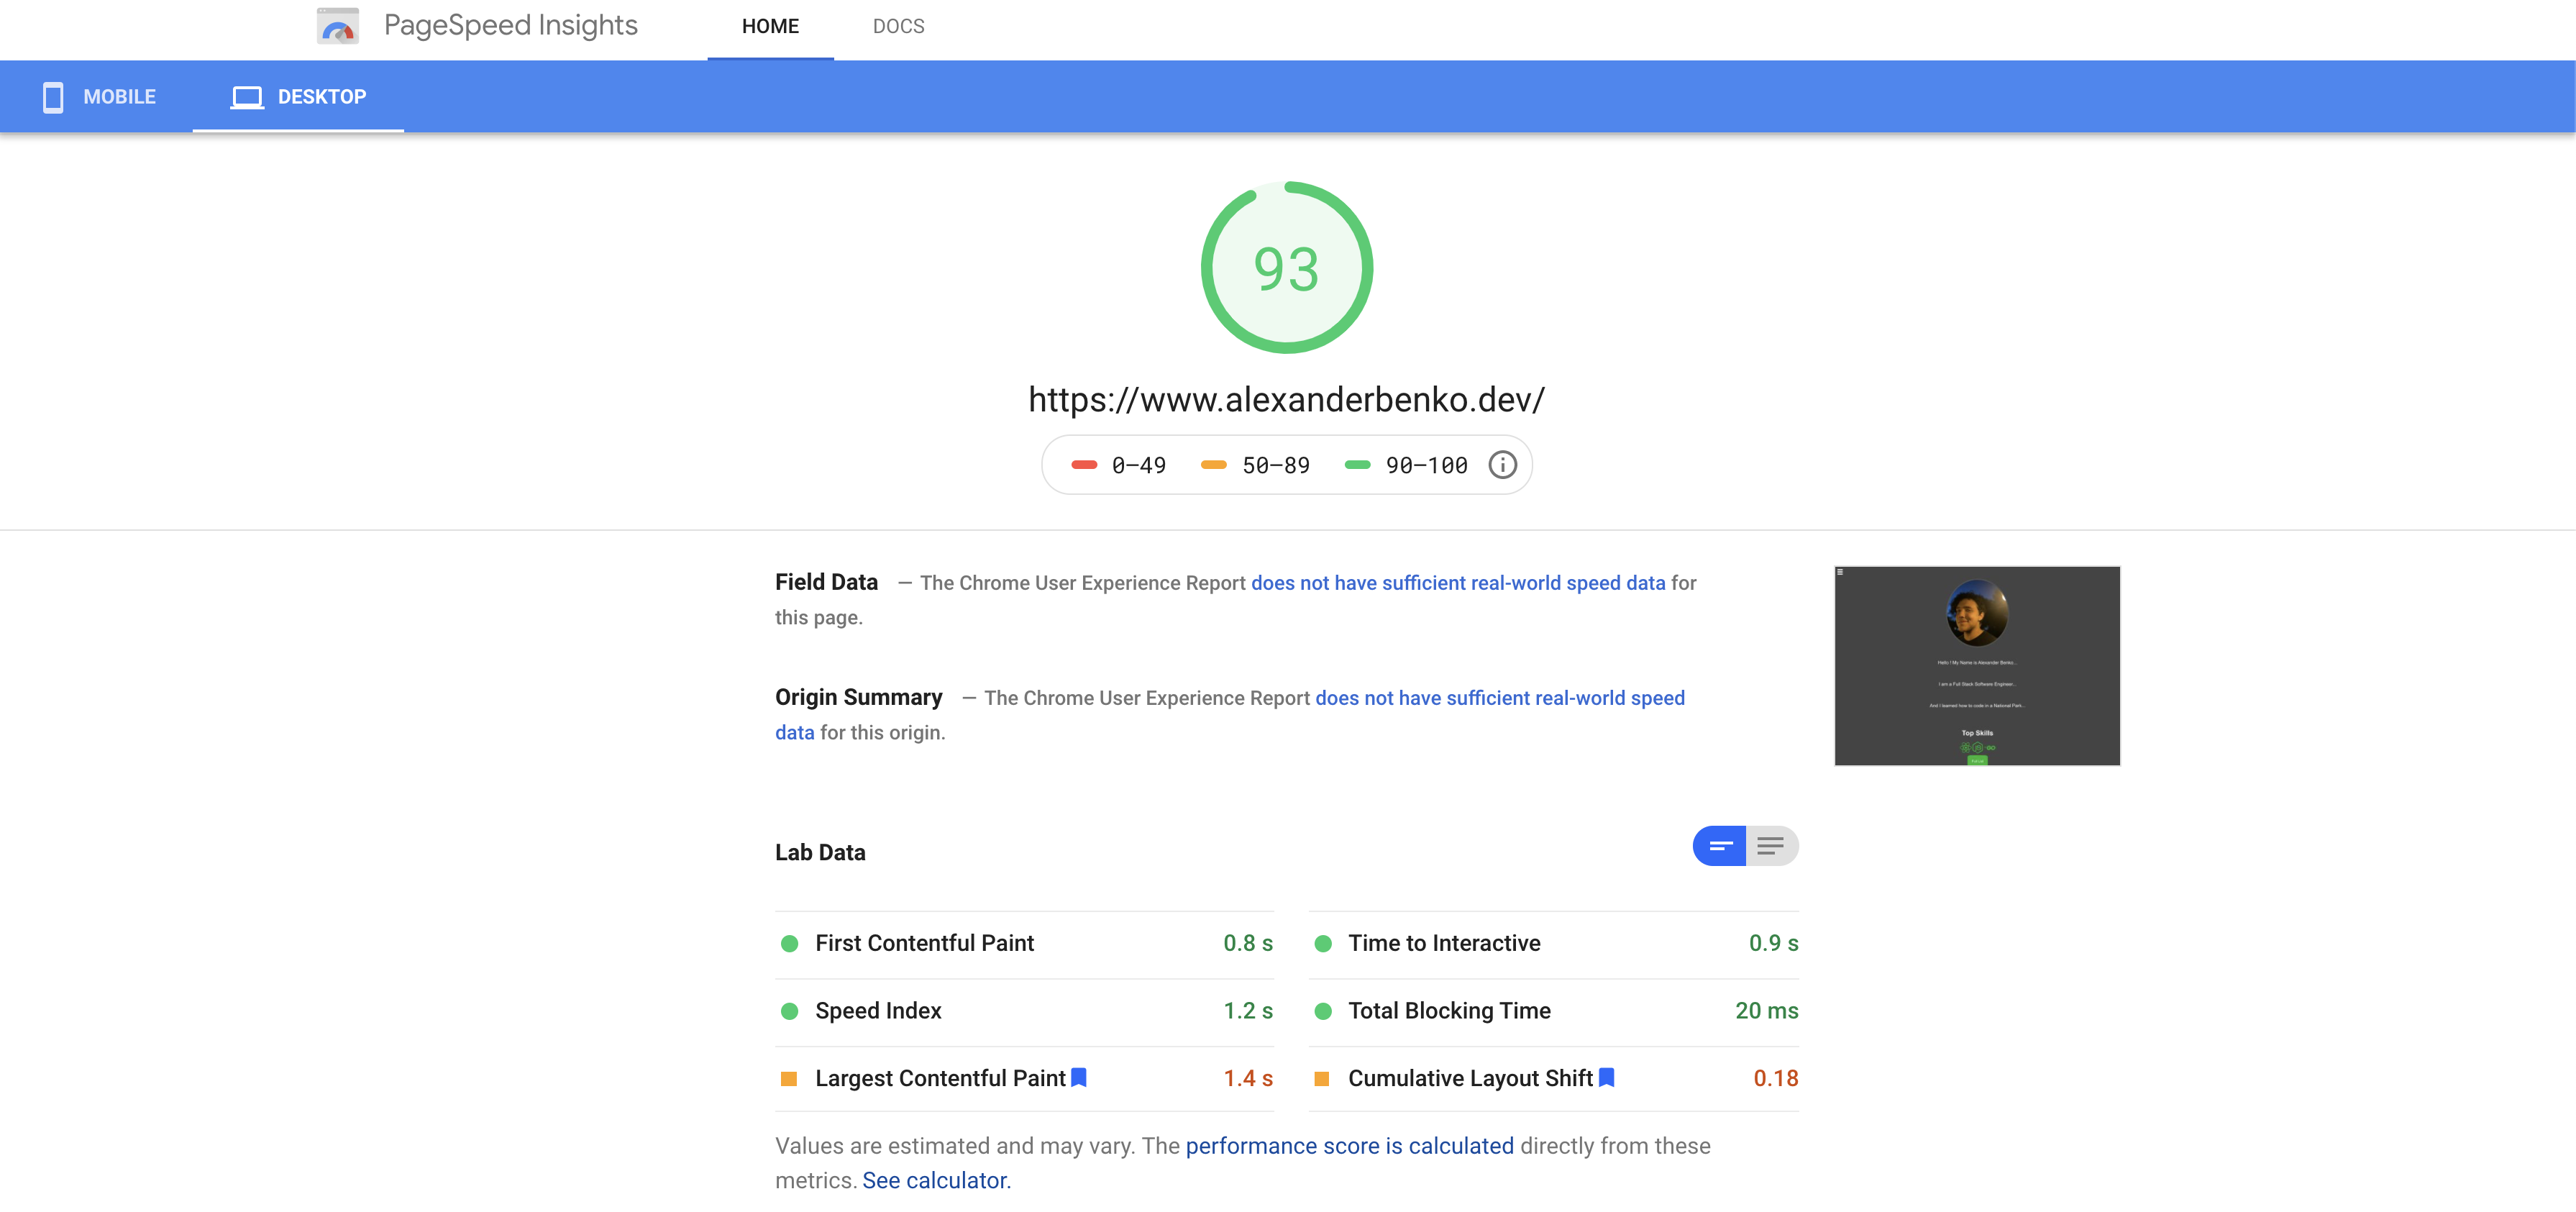 PageSpeed Insights
HOME
DOCS
MOBILE
DESKTOP
93
https://www.alexanderbenko.dev/
0–49
50–89
90–100
Field Data — The Chrome User Experience Report does not have sufficient real-world speed data for
this page.
Origin Summary — The Chrome User Experience Report does not have sufficient real-world speed
data for this origin.
Hello ! My Name is Alexander Benko...
I am a Full Stack Software Engineer...
And I learned how to code in a National Park...
Top Skills
Lab Data
First Contentful Paint 0.8 s
Time to Interactive 0.9 s
Speed Index 1.2 s
Total Blocking Time 20 ms
Largest Contentful Paint 1.4 s
Cumulative Layout Shift 0.18
Values are estimated and may vary. The performance score is calculated directly from these
metrics. See calculator.